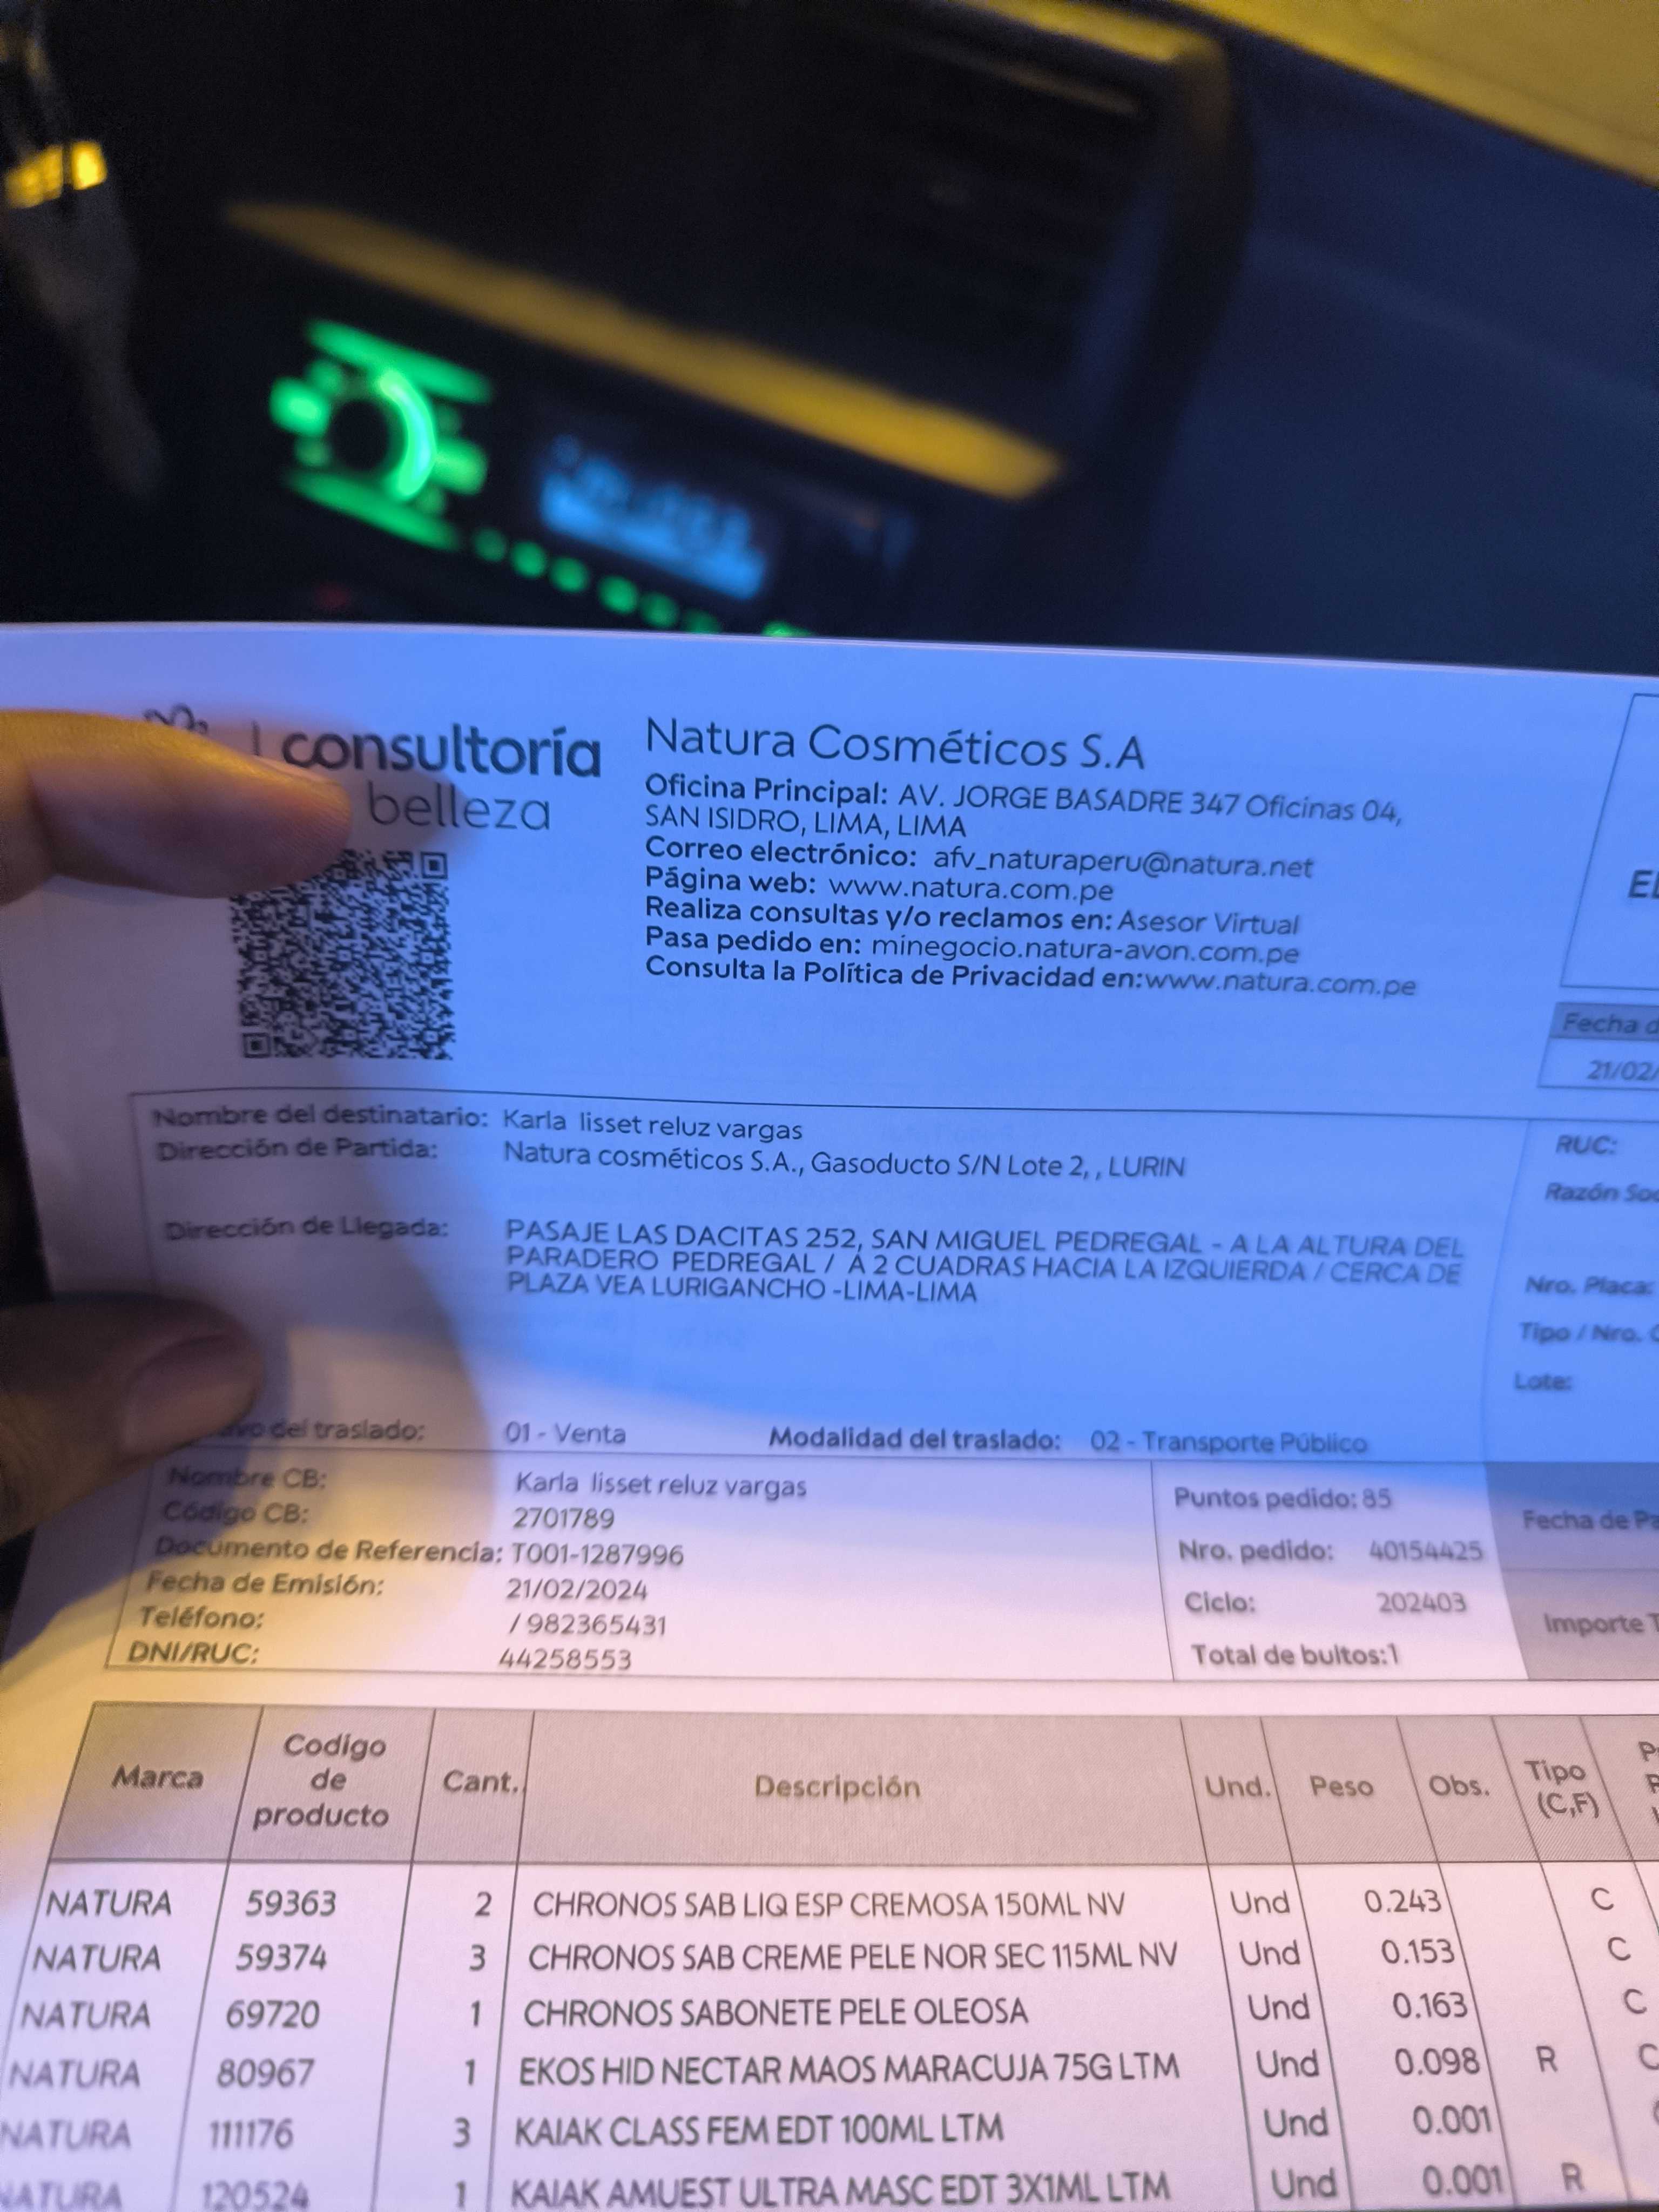 consultoría
belleza
Natura Cosméticos S.A
Oficina Principal: AV. JORGE BASADRE 347 Oficinas 04,
SAN ISIDRO, LIMA, LIMA
Correo electrónico: afv_naturaperu@natura.net
Página web: www.natura.com.pe
Realiza consultas y/o reclamos en: Asesor Virtual
Pasa pedido en: minegocio.natura-avon.com.pe
Consulta la Política de Privacidad en:www.natura.com.pe
Fecha d
21/02/
Nombre del destinatario: Karla lisset reluz vargas
Dirección de Partida: Natura cosméticos S.A., Gasoducto S/N Lote 2, , LURIN
Dirección de Llegada: PASAJE LAS DACITAS 252, SAN MIGUEL PEDREGAL - A LA ALTURA DEL
PARADERO PEDREGAL / A 2 CUADRAS HACIA LA IZQUIERDA / CERCA DE
PLAZA VEA LURIGANCHO -LIMA-LIMA
RUC:
Razón Soc
Nro. Placa:
Tipo / Nro.
Lote:
del traslado: 01 - Venta Modalidad del traslado: 02 - Transporte Público
Nombre CB: Karla lisset reluz vargas
Código CB: 2701789
Documento de Referencia: T001-1287996
Fecha de Emisión: 21/02/2024
Teléfono: / 982365431
DNI/RUC: 44258553
Puntos pedido: 85
Nro. pedido: 40154425
Ciclo: 202403
Total de bultos:1
Fecha de Pa
Importe T
Marca Codigo de producto Cant. Descripción Und. Peso Obs. Tipo (C,F)
NATURA 59363 2 CHRONOS SAB LIQ ESP CREMOSA 150ML NV Und 0.243 C
NATURA 59374 3 CHRONOS SAB CREME PELE NOR SEC 115ML NV Und 0.153 C
NATURA 69720 1 CHRONOS SABONETE PELE OLEOSA Und 0.163 C
NATURA 80967 1 EKOS HID NECTAR MAOS MARACUJA 75G LTM Und 0.098 R C
NATURA 111176 3 KAIAK CLASS FEM EDT 100ML LTM Und 0.001
NATURA 120524 1 KAIAK AMUEST ULTRA MASC EDT 3X1ML LTM Und 0.001 R